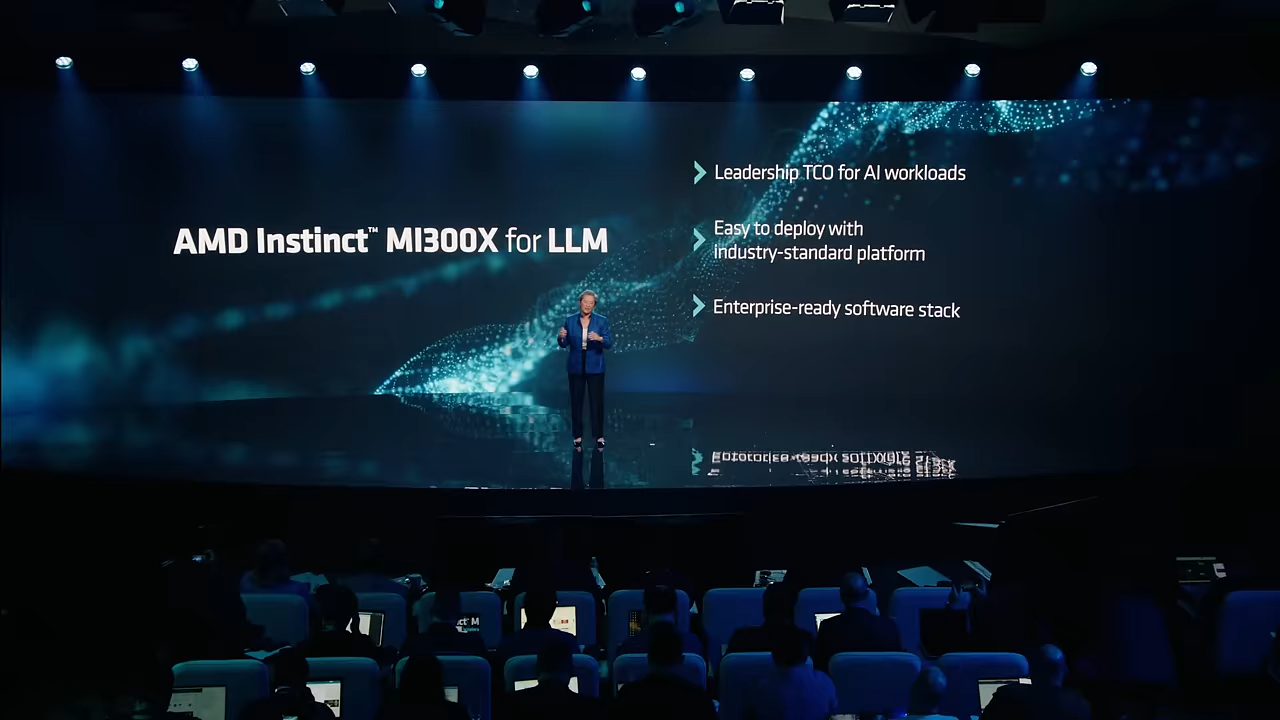 AMD Instinct™ MI300X for LLM
Leadership TCO for AI workloads
Easy to deploy with
industry-standard platform
Enterprise-ready software stack